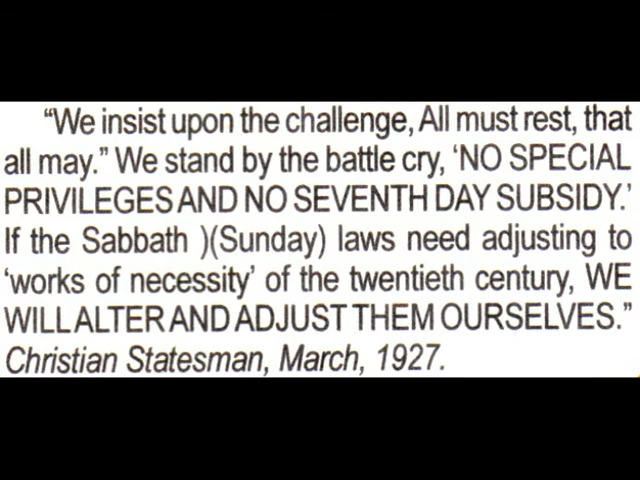 “We insist upon the challenge, All must rest, that
all may.” We stand by the battle cry, ‘NO SPECIAL
PRIVILEGES AND NO SEVENTH DAY SUBSIDY.’
If the Sabbath )(Sunday) laws need adjusting to
‘works of necessity’ of the twentieth century, WE
WILL ALTER AND ADJUST THEM OURSELVES.”
Christian Statesman, March, 1927.